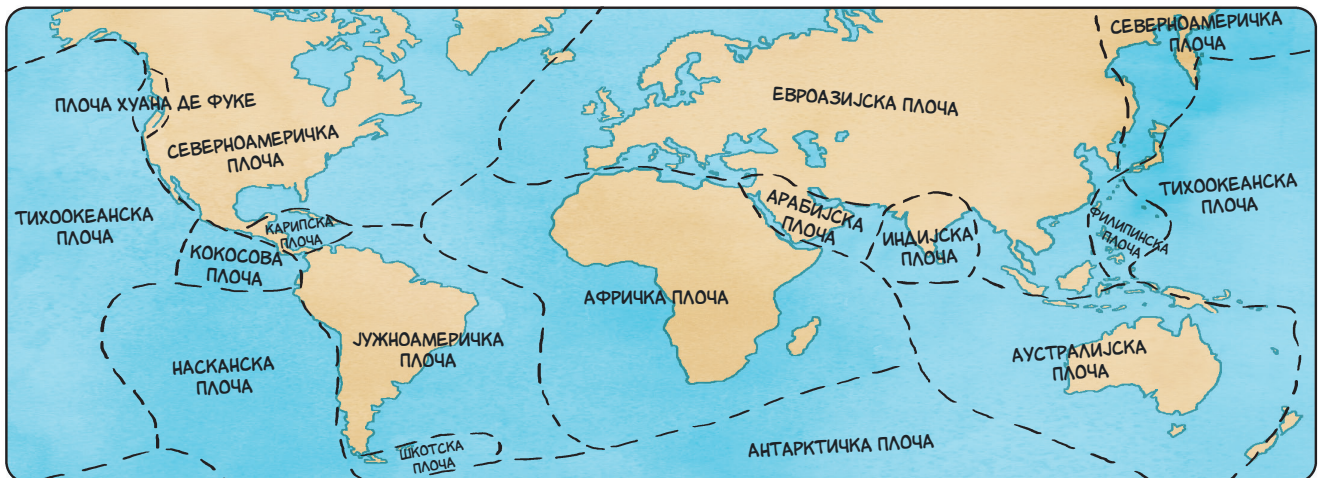 СЕВЕРНОАМЕРИЧКА
ПЛОЧА
ПЛОЧА ХУАНА ДЕ ФУКЕ
ЕВРОАЗИЈСКА ПЛОЧА
СЕВЕРНОАМЕРИЧКА
ПЛОЧА
ТИХООКЕАНСКА
ПЛОЧА
КАРИПСКА
ПЛОЧА
КОКОСОВА
ПЛОЧА
АРАБИЈСКА
ПЛОЧА
ИНДИЈСКА
ПЛОЧА
ФИЛИПИНСКА
ПЛОЧА
ТИХООКЕАНСКА
ПЛОЧА
АФРИЧКА ПЛОЧА
НАСКАНСКА
ПЛОЧА
ЈУЖНОАМЕРИЧКА
ПЛОЧА
АУСТРАЛИЈСКА
ПЛОЧА
ШКОТСКА
ПЛОЧА
АНТАРКТИЧКА ПЛОЧА